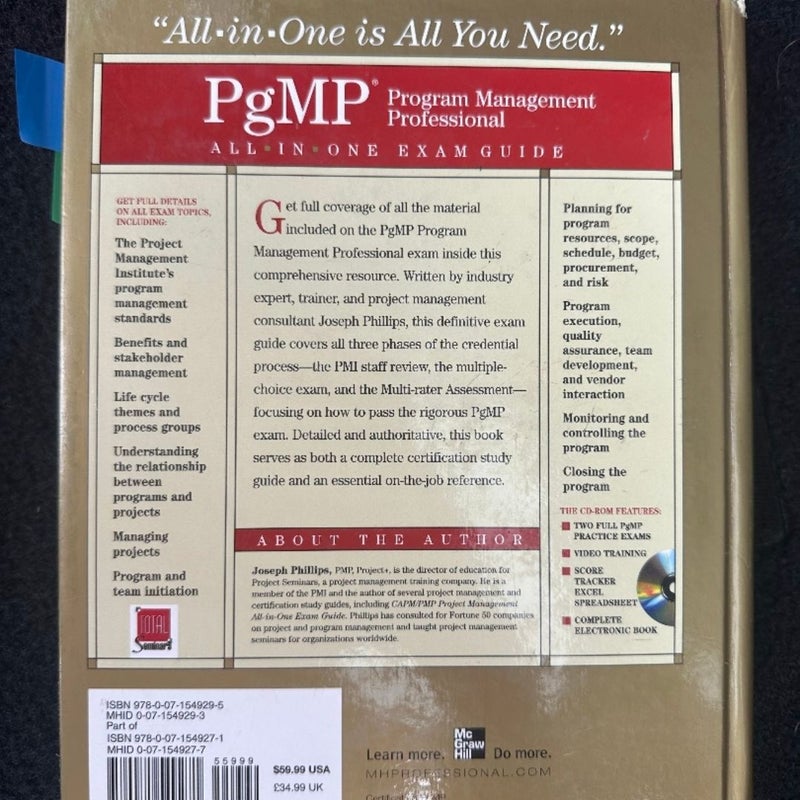 “All-in-One is All You Need.”
PgMP® Program Management
Professional
ALL-IN-ONE EXAM GUIDE
GET FULL DETAILS
ON ALL EXAM TOPICS,
INCLUDING:
The Project
Management
Institute's
program
management
standards
Benefits and
stakeholder
management
Life cycle
themes and
process groups
Understanding
the relationship
between
programs and
projects
Managing
projects
Program and
team initiation
TOTAL
Seminars
Get full coverage of all the material
included on the PgMP Program
Management Professional exam inside this
comprehensive resource. Written by industry
expert, trainer, and project management
consultant Joseph Phillips, this definitive exam
guide covers all three phases of the credential
process—the PMI staff review, the multiple-
choice exam, and the Multi-rater Assessment—
focusing on how to pass the rigorous PgMP
exam. Detailed and authoritative, this book
serves as both a complete certification study
guide and an essential on-the-job reference.
ABOUT THE AUTHOR
Joseph Phillips, PMP, Project+, is the director of education for
Project Seminars, a project management training company. He is a
member of the PMI and the author of several project management and
certification study guides, including CAPM/PMP Project Management
All-in-One Exam Guide. Phillips has consulted for Fortune 50 companies
on project and program management and taught project management
seminars for organizations worldwide.
Planning for
program
resources, scope,
schedule, budget,
procurement,
and risk
Program
execution,
quality
assurance, team
development,
and vendor
interaction
Monitoring and
controlling the
program
Closing the
program
THE CD-ROM FEATURES:
TWO FULL PgMP
PRACTICE EXAMS
VIDEO TRAINING
SCORE
TRACKER
EXCEL
SPREADSHEET
COMPLETE
ELECTRONIC BOOK
ISBN 978-0-07-154929-5
MHID 0-07-154929-3
Part of
ISBN 978-0-07-154927-1
MHID 0-07-154927-7
55999
$59.99 USA
£34.99 UK
Learn more. Mc Graw Hill Do more.
MHPROFESSIONAL.COM